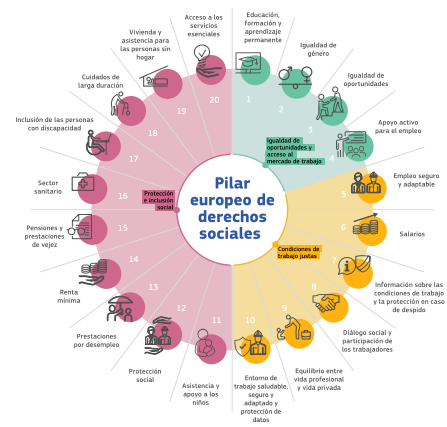 Acceso a los
servicios
esenciales
Educación,
formación y
aprendizaje
permanente
Igualdad de
género
Igualdad de
oportunidades
Apoyo activo
para el empleo
Empleo seguro
y adaptable
Salarios
Información sobre
las condiciones de trabajo
y la protección en caso
de despido
Diálogo social y
participación de
los trabajadores
Equilibrio entre
vida profesional
y vida privada
Entorno de
trabajo saludable,
seguro y
adaptado y
protección de
datos
Asistencia y
apoyo a los
niños
Protección
social
Prestaciones
por desempleo
Renta
mínima
Pensiones y
prestaciones
de vejez
Sector
sanitario
Inclusión de las personas
con discapacidad
Cuidados de
larga duración
Vivienda y
asistencia para
las personas sin
hogar
1
2
3
4
5
6
7
8
9
10
11
12
13
14
15
16
17
18
19
20
Igualdad de
oportunidades y
acceso al
mercado de trabajo
Condiciones de
trabajo justas
Protección
e inclusión
social
Pilar
europeo de
derechos
sociales